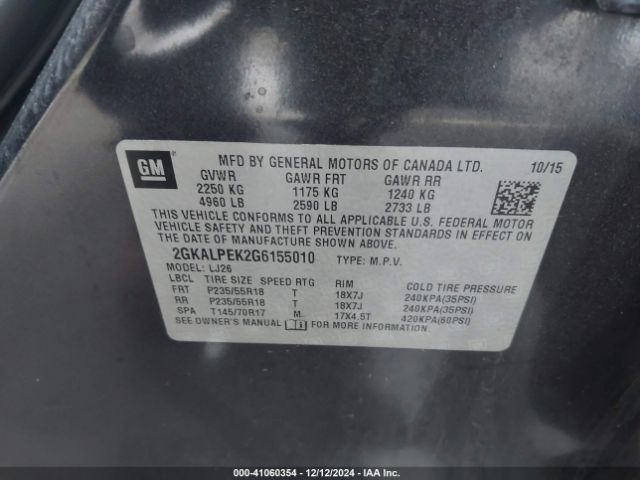 GM
MFD BY GENERAL MOTORS OF CANADA LTD. 10/15
GVWR GAWR FRT GAWR RR
2250 KG 1175 KG 1240 KG
4960 LB 2590 LB 2733 LB
THIS VEHICLE CONFORMS TO ALL APPLICABLE U.S. FEDERAL MOTOR
VEHICLE SAFETY AND THEFT PREVENTION STANDARDS IN EFFECT ON
THE DATE OF MANUFACTURE SHOWN ABOVE.
2GKALPEK2G6155010 TYPE: M.P.V.
MODEL: LJ26
LBCL TIRE SIZE SPEED RTG RIM COLD TIRE PRESSURE
FRT P235/55R18 T 18X7J 240KPA(35PSI)
RR P235/55R18 T 18X7J 240KPA(35PSI)
SPA T145/70R17 M 17X4.5T 420KPA(60PSI)
SEE OWNER'S MANUAL FOR MORE INFORMATION.
000-41060354 - 12/12/2024 - IAA Inc.